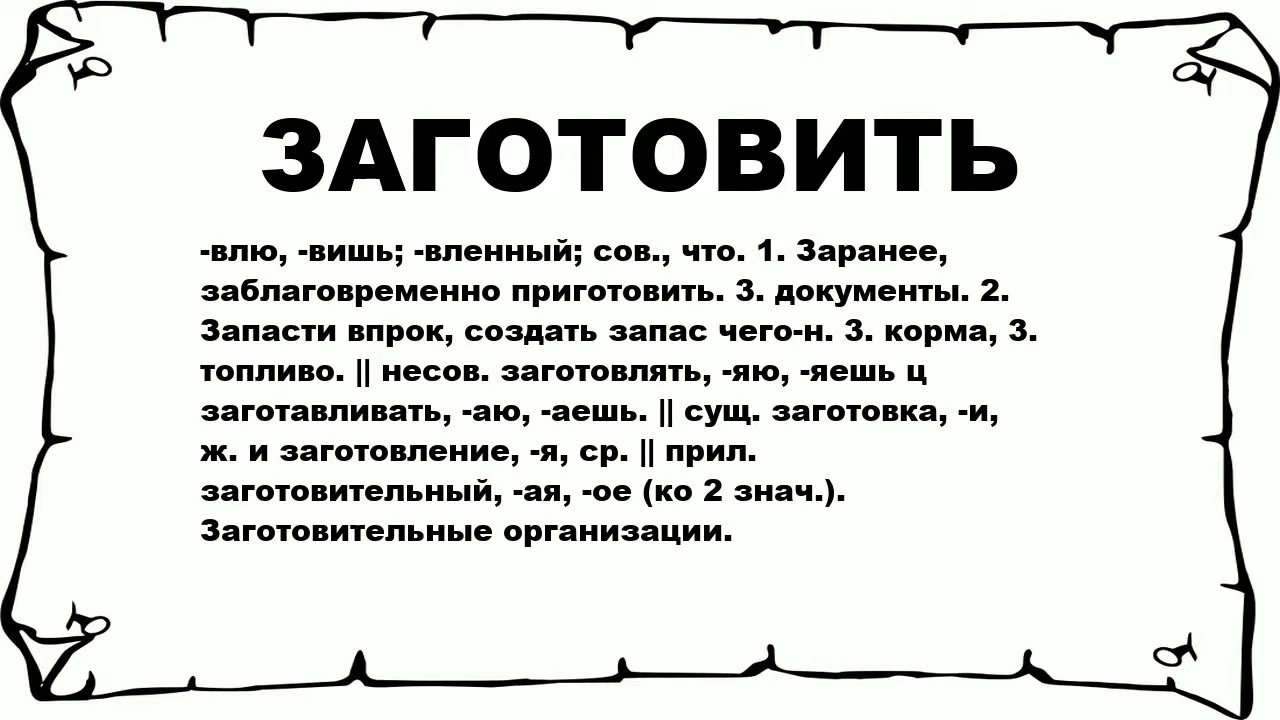 ЗАГОТОВИТЬ
-влю, -вишь; -вленный; сов., что. 1. Заранее,
заблаговременно приготовить. 3. документы. 2.
Запасти впрок, создать запас чего-н. 3. корма, 3.
топливо. || несов. заготовлять, -яю, -яешь ц
заготавливать, -аю, -аешь. || сущ. заготовка, -и,
ж. и заготовление, -я, ср. || прил.
заготовительный, -ая, -ое (ко 2 знач.).
Заготовительные организации.